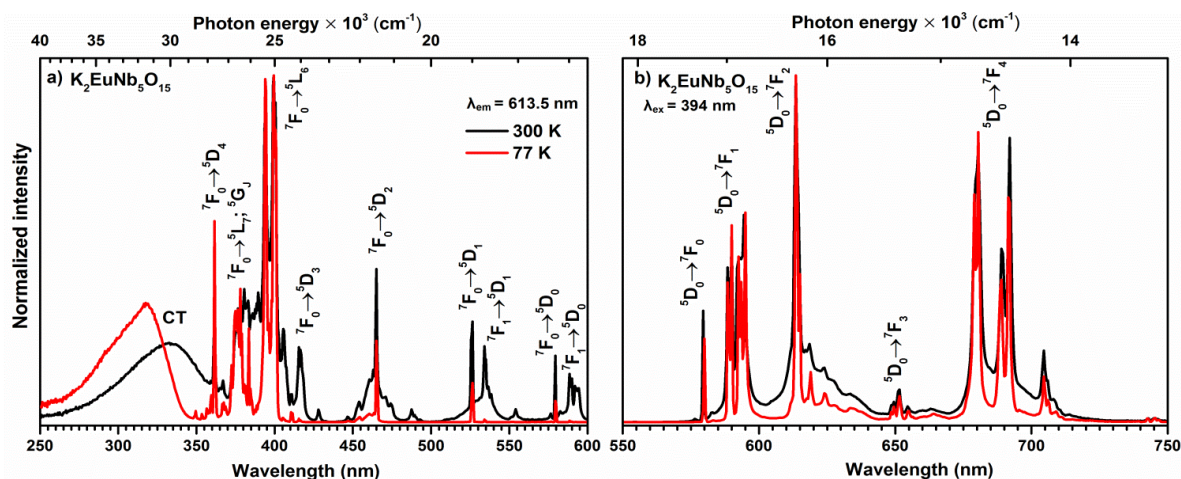 Photon energy × 10³ (cm⁻¹)
40 35 30 25 20
a) K₂EuNb₅O₁₅
λem = 613.5 nm
300 K
77 K
CT
⁷F₀→⁵D₄
⁷F₀→⁵L₇; ⁵G_J
⁷F₀→⁵L₆
⁷F₀→⁵D₃
⁷F₀→⁵D₂
⁷F₀→⁵D₁
⁷F₁→⁵D₁
⁷F₀→⁵D₀
⁷F₁→⁵D₀
Normalized intensity
250 300 350 400 450 500 550 600
Wavelength (nm)
Photon energy × 10³ (cm⁻¹)
18 16 14
b) K₂EuNb₅O₁₅
λex = 394 nm
⁵D₀→⁷F₀
⁵D₀→⁷F₁
⁵D₀→⁷F₂
⁵D₀→⁷F₃
⁵D₀→⁷F₄
550 600 650 700 750
Wavelength (nm)